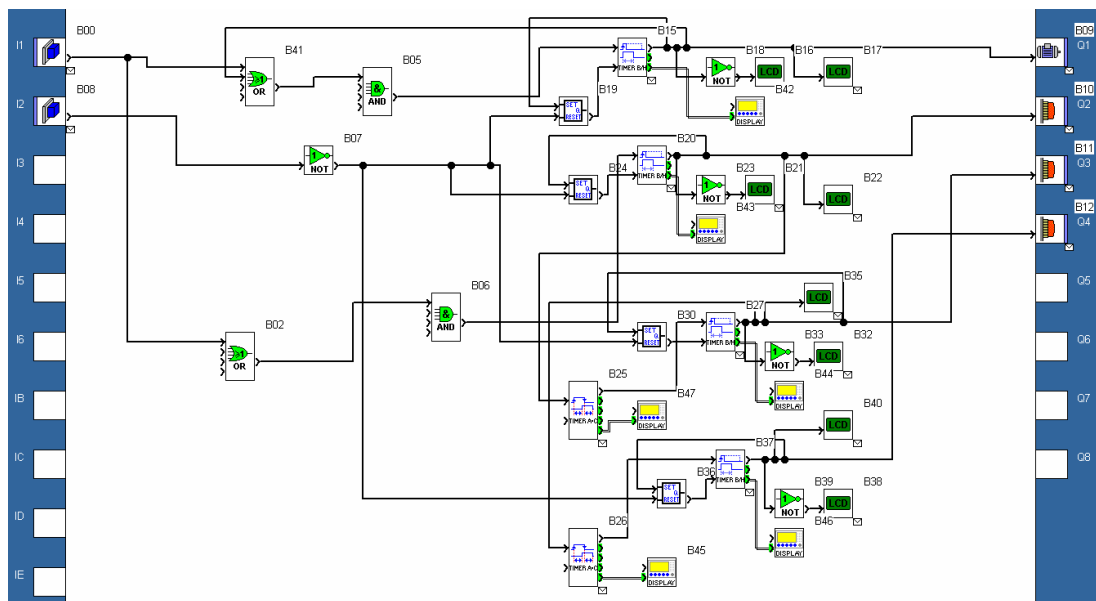 B00
B15
B09
I1
B41
B05
B18
B16
B17
Q1
OR
AND
TIMER B/H
NOT
LCD
LCD
B08
B19
B42
B10
I2
SET
Q
RESET
DISPLAY
Q2
B07
B20
B11
I3
NOT
B24
TIMER B/H
B23
B21
B22
Q3
SET
Q
RESET
NOT
LCD
LCD
B43
B12
I4
DISPLAY
Q4
I5
B06
B35
Q5
AND
LCD
B02
B30
B27
B33
B32
I6
OR
SET
Q
RESET
TIMER B/H
NOT
LCD
Q6
B25
B47
B44
IB
TIMER A/C
DISPLAY
DISPLAY
Q7
B40
LCD
B37
IC
B36
TIMER B/H
B39
B38
Q8
SET
Q
RESET
NOT
LCD
ID
B26
B46
TIMER A/C
B45
DISPLAY
IE
DISPLAY